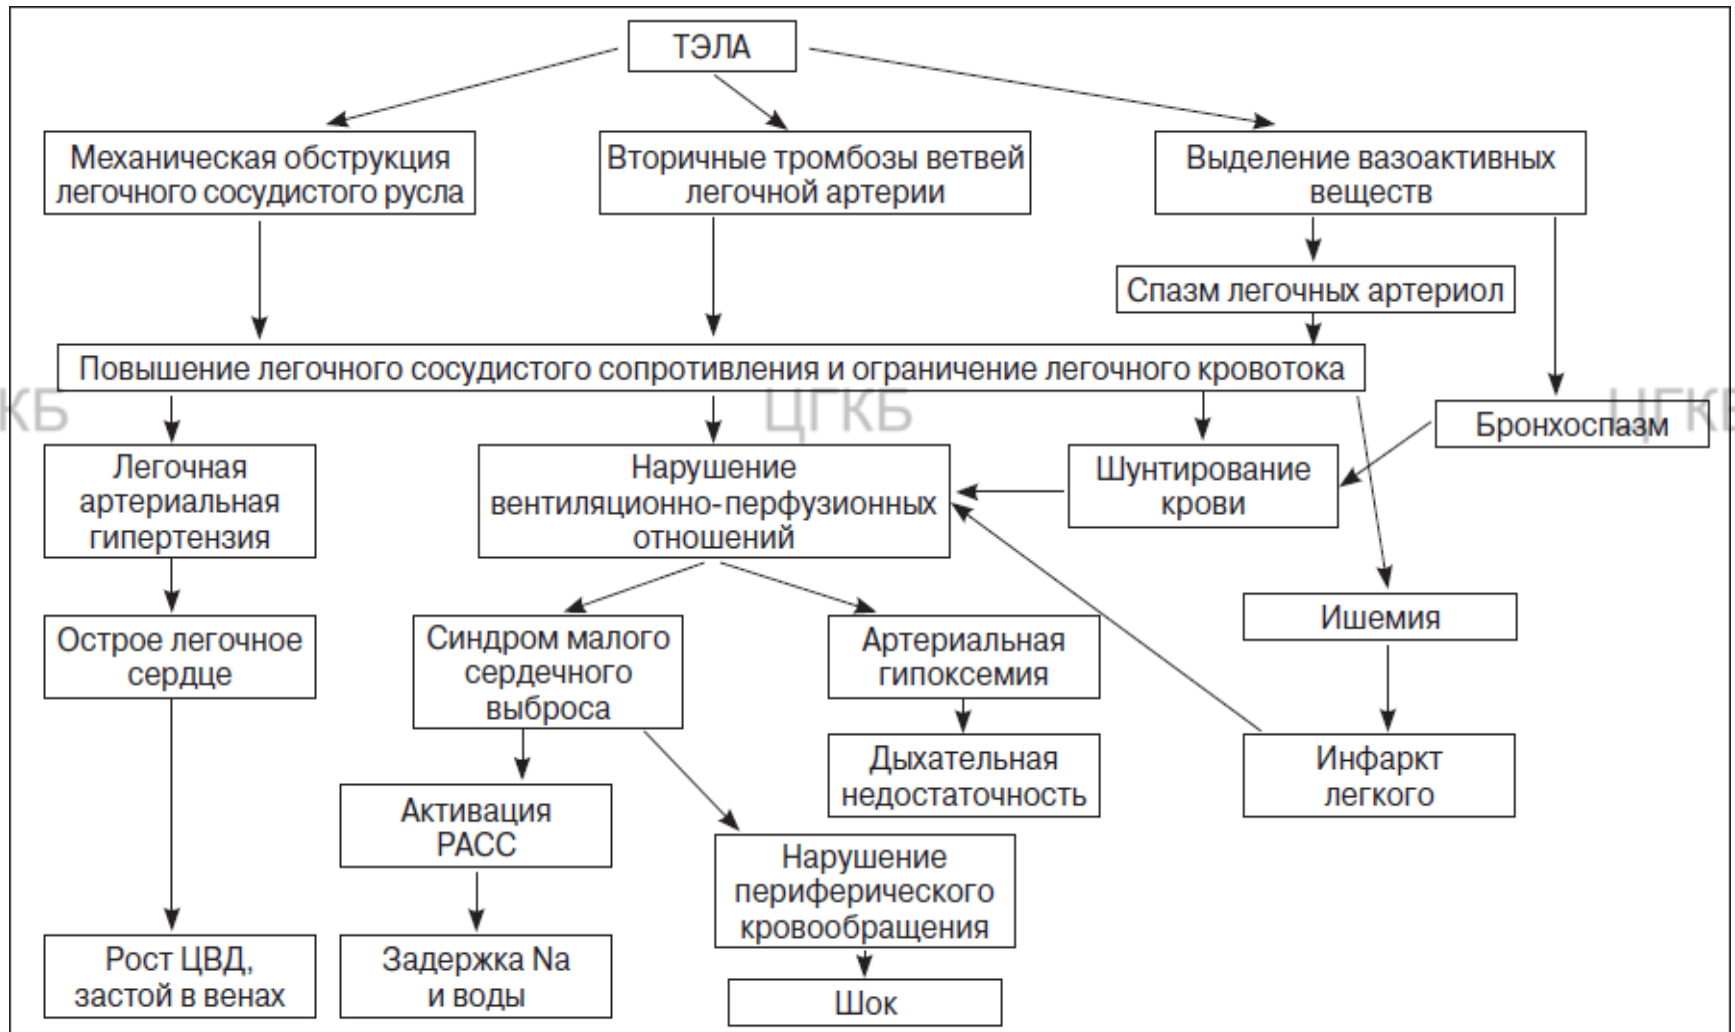 ТЭЛА
Механическая обструкция
легочного сосудистого русла
Вторичные тромбозы ветвей
легочной артерии
Выделение вазоактивных
веществ
Спазм легочных артериол
Повышение легочного сосудистого сопротивления и ограничение легочного кровотока
КБ
ЦГКБ
ЦГКБ
Бронхоспазм
Легочная
артериальная
гипертензия
Нарушение
вентиляционно-перфузионных
отношений
Шунтирование
крови
Острое легочное
сердце
Синдром малого
сердечного
выброса
Артериальная
гипоксемия
Ишемия
Дыхательная
недостаточность
Инфаркт
легкого
Активация
РАСС
Нарушение
периферического
кровообращения
Рост ЦВД,
застой в венах
Задержка Na
и воды
Шок